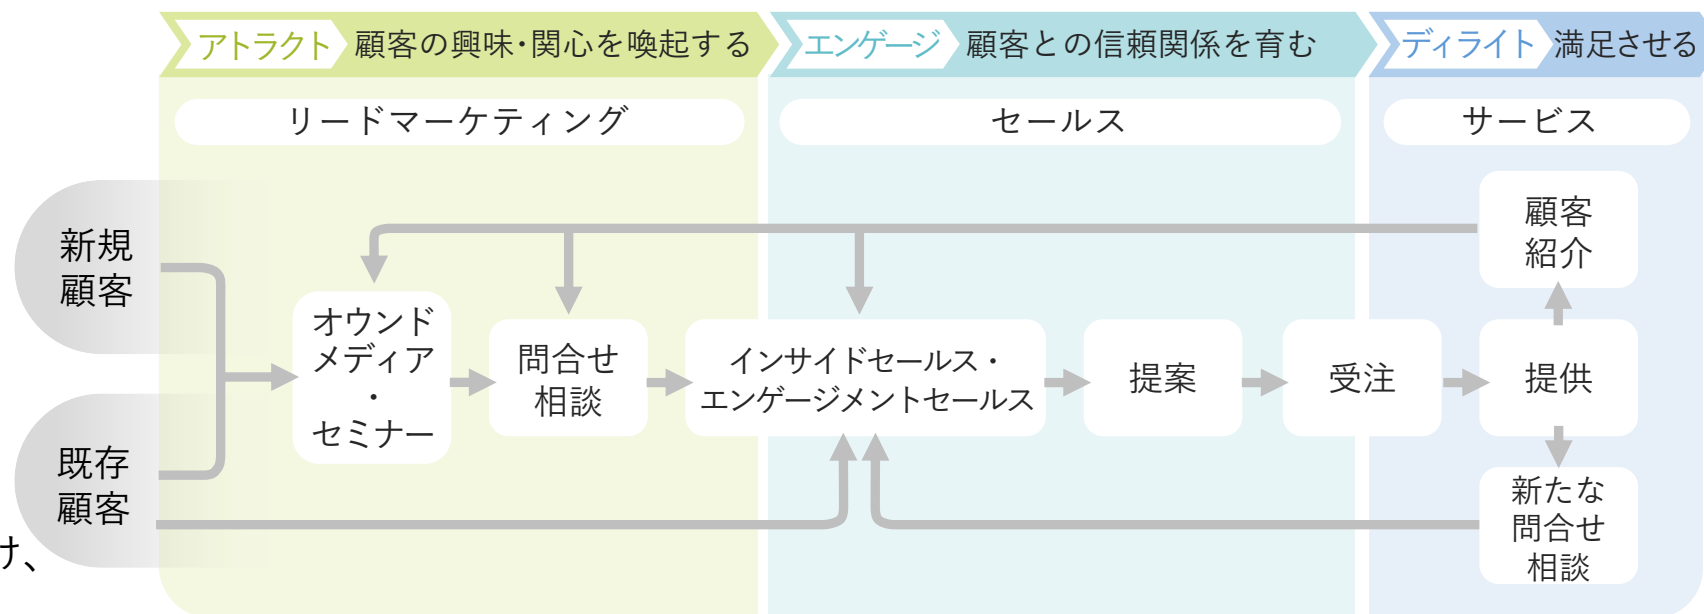 アトラクト 顧客の興味・関心を喚起する
エンゲージ 顧客との信頼関係を育む
ディライト 満足させる
リードマーケティング
セールス
サービス
新規
顧客
既存
顧客
け、
オウンド
メディア
・
セミナー
問合せ
相談
インサイドセールス・
エンゲージメントセールス
提案
受注
提供
顧客
紹介
新たな
問合せ
相談